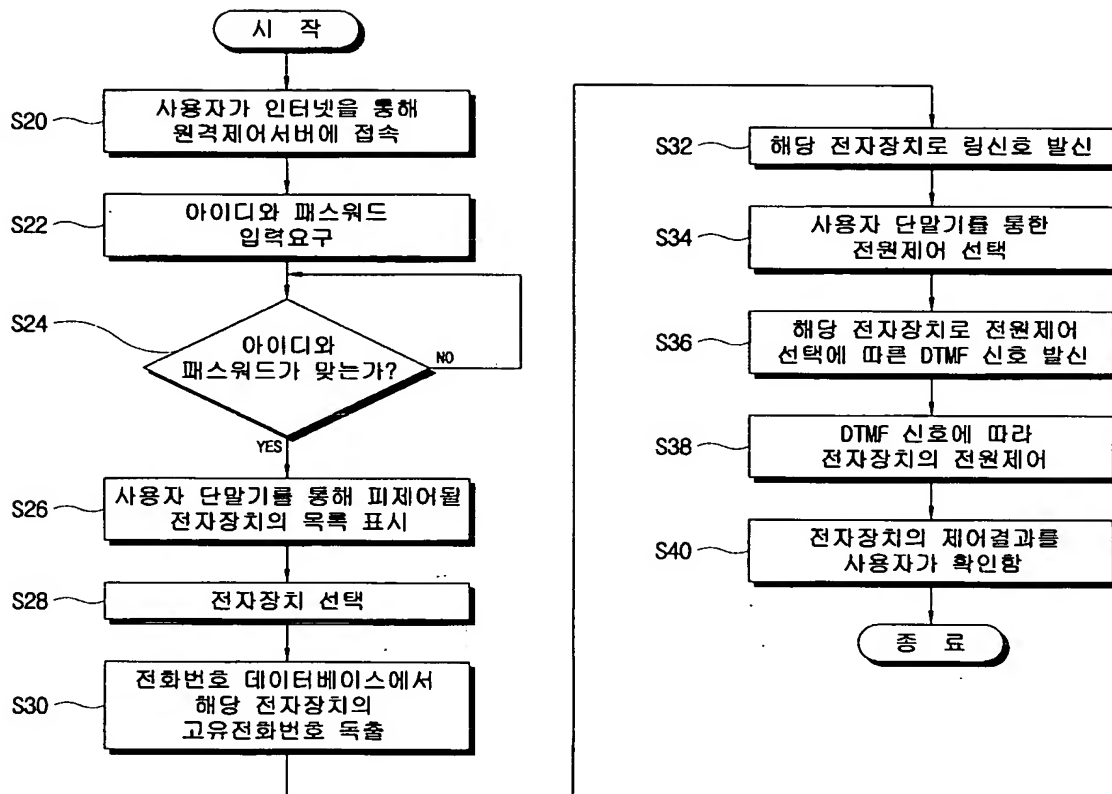 시 작
S20
사용자가 인터넷을 통해
원격제어서버에 접속
S22
아이디와 패스워드
입력요구
S24
아이디와
패스워드가 맞는가?
NO
YES
S26
사용자 단말기를 통해 피제어될
전자장치의 목록 표시
S28
전자장치 선택
S30
전화번호 데이터베이스에서
해당 전자장치의
고유전화번호 독출
S32
해당 전자장치로 링신호 발신
S34
사용자 단말기를 통한
전원제어 선택
S36
해당 전자장치로 전원제어
선택에 따른 DTMF 신호 발신
S38
DTMF 신호에 따라
전자장치의 전원제어
S40
전자장치의 제어결과를
사용자가 확인함
종 료